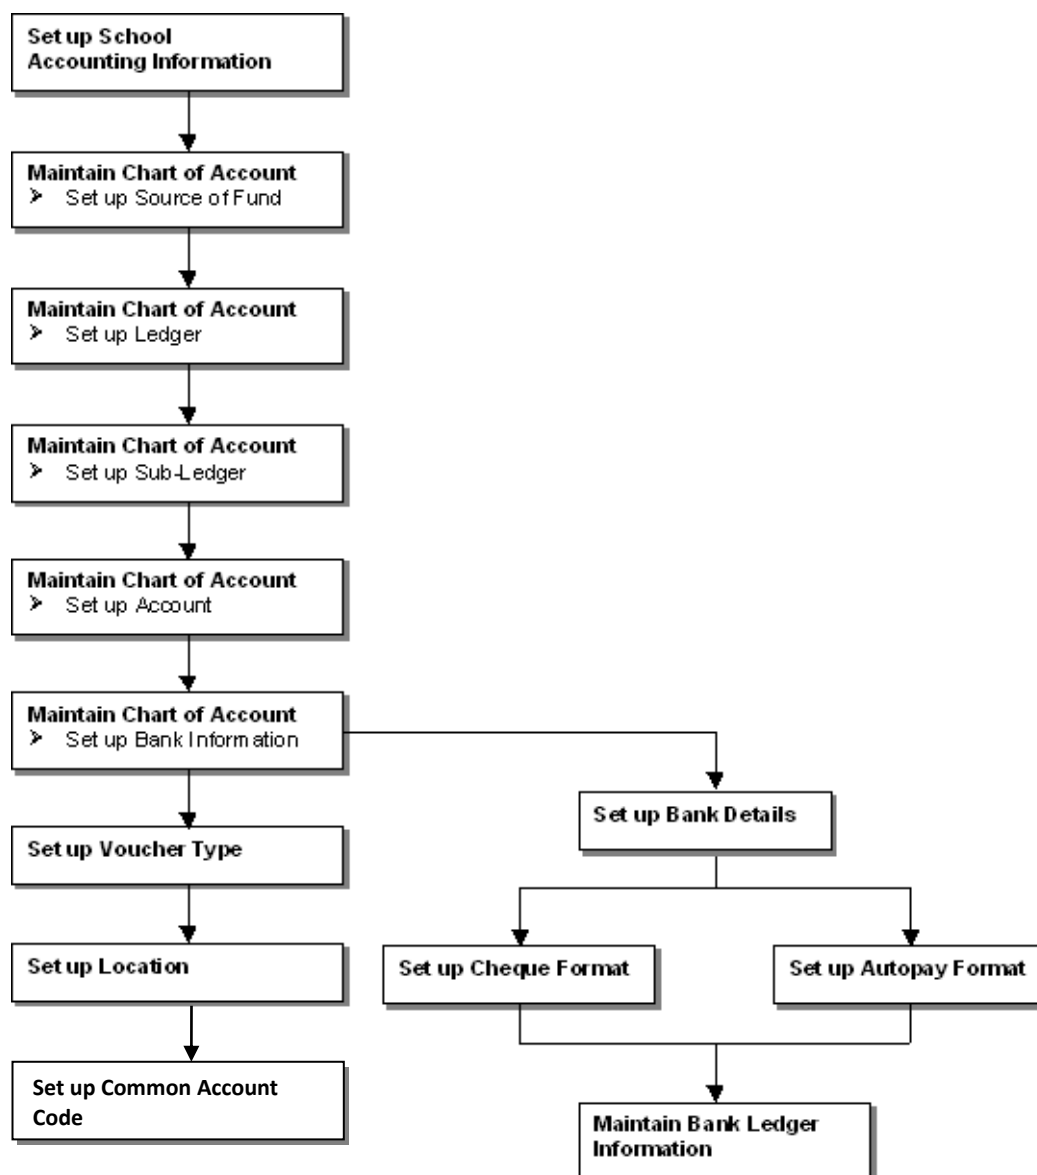 Set up School
Accounting Information
Maintain Chart of Account
➢ Set up Source of Fund
Maintain Chart of Account
➢ Set up Ledger
Maintain Chart of Account
➢ Set up Sub-Ledger
Maintain Chart of Account
➢ Set up Account
Maintain Chart of Account
➢ Set up Bank Information
Set up Bank Details
Set up Voucher Type
Set up Location
Set up Cheque Format
Set up Autopay Format
Set up Common Account
Code
Maintain Bank Ledger
Information